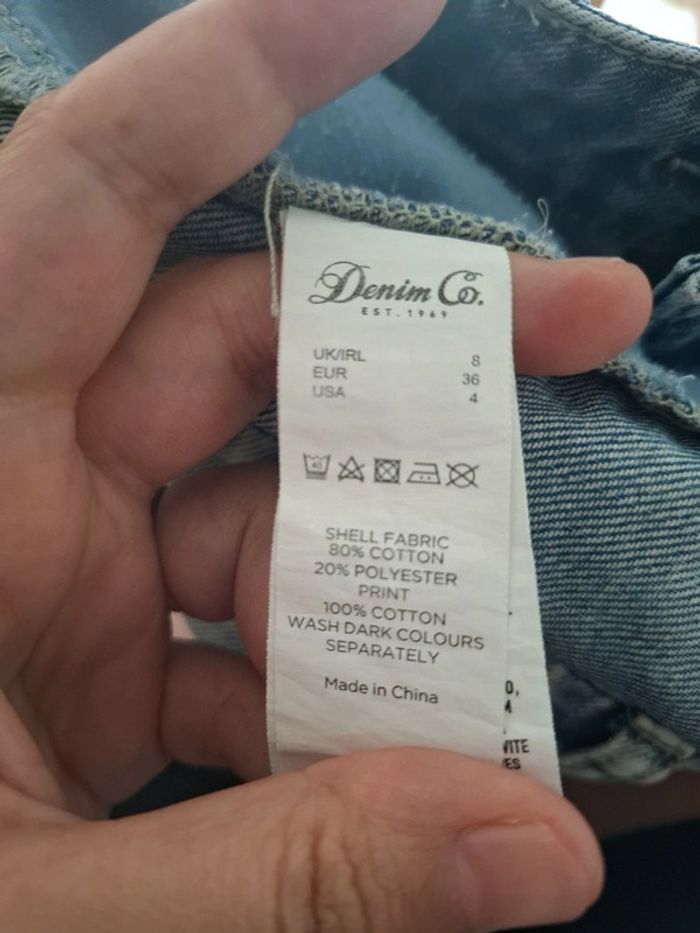 Denim Co.
EST. 1969
UK/IRL 8
EUR 36
USA 4
40
SHELL FABRIC
80% COTTON
20% POLYESTER
PRINT
100% COTTON
WASH DARK COLOURS
SEPARATELY
Made in China